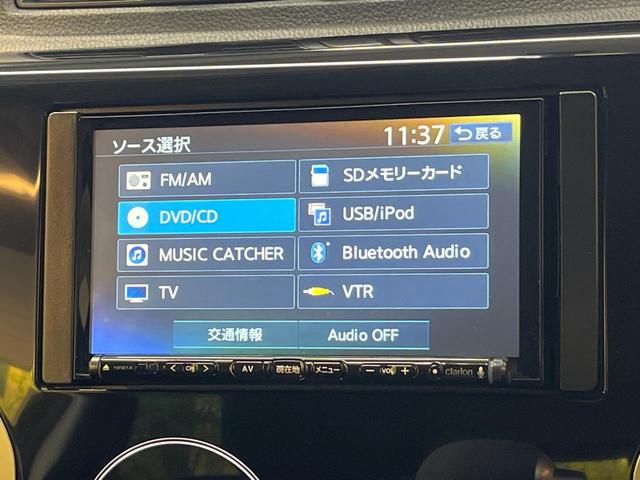 ソース選択
11:37
戻る
FM/AM
SDメモリーカード
DVD/CD
USB/iPod
MUSIC CATCHER
Bluetooth Audio
TV
VTR
交通情報
Audio OFF
NX214
CH
AV
現在地
メニュー
− VOL +
clarion